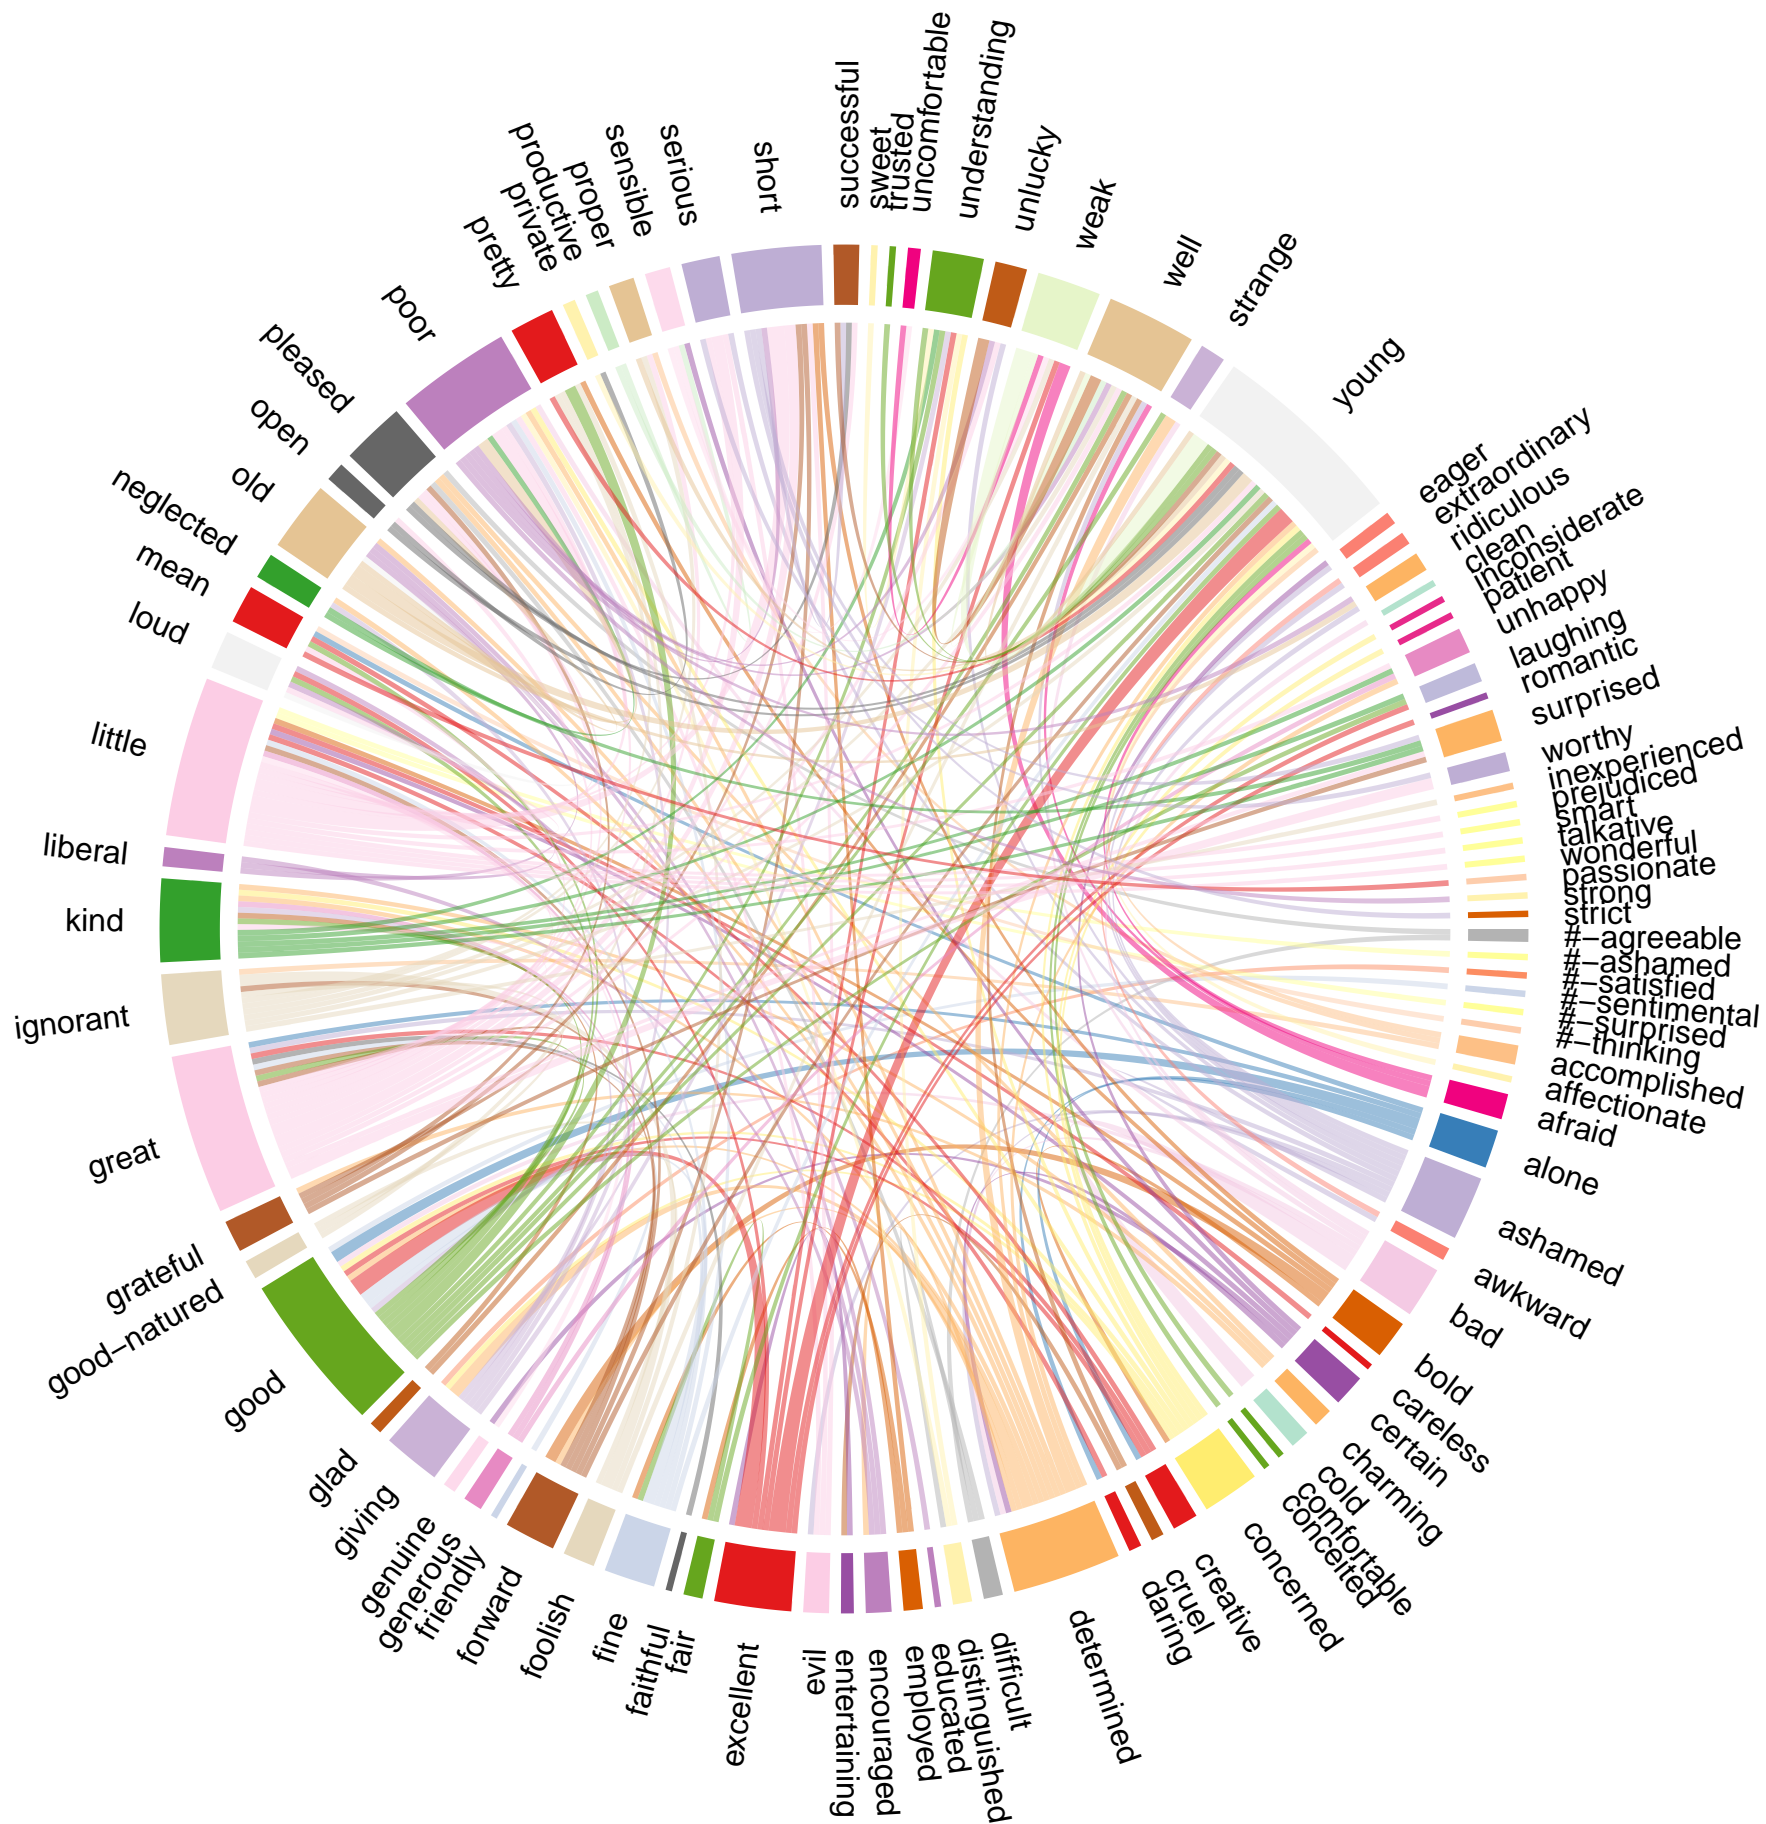 successful
sweet
trusted
uncomfortable
understanding
unlucky
weak
well
strange
young
eager
extraordinary
ridiculous
clean
inconsiderate
patient
unhappy
laughing
romantic
surprised
worthy
inexperienced
prejudiced
smart
talkative
wonderful
passionate
strong
strict
#−agreeable
#−ashamed
#−satisfied
#−sentimental
#−surprised
#−thinking
accomplished
affectionate
afraid
alone
ashamed
awkward
bad
bold
careless
certain
charming
cold
comfortable
conceited
concerned
creative
cruel
daring
determined
difficult
distinguished
educated
employed
encouraged
entertaining
evil
excellent
fair
faithful
fine
foolish
forward
friendly
generous
genuine
giving
glad
good
good−natured
grateful
great
ignorant
kind
liberal
little
loud
mean
neglected
old
open
pleased
poor
pretty
private
productive
proper
sensible
serious
short